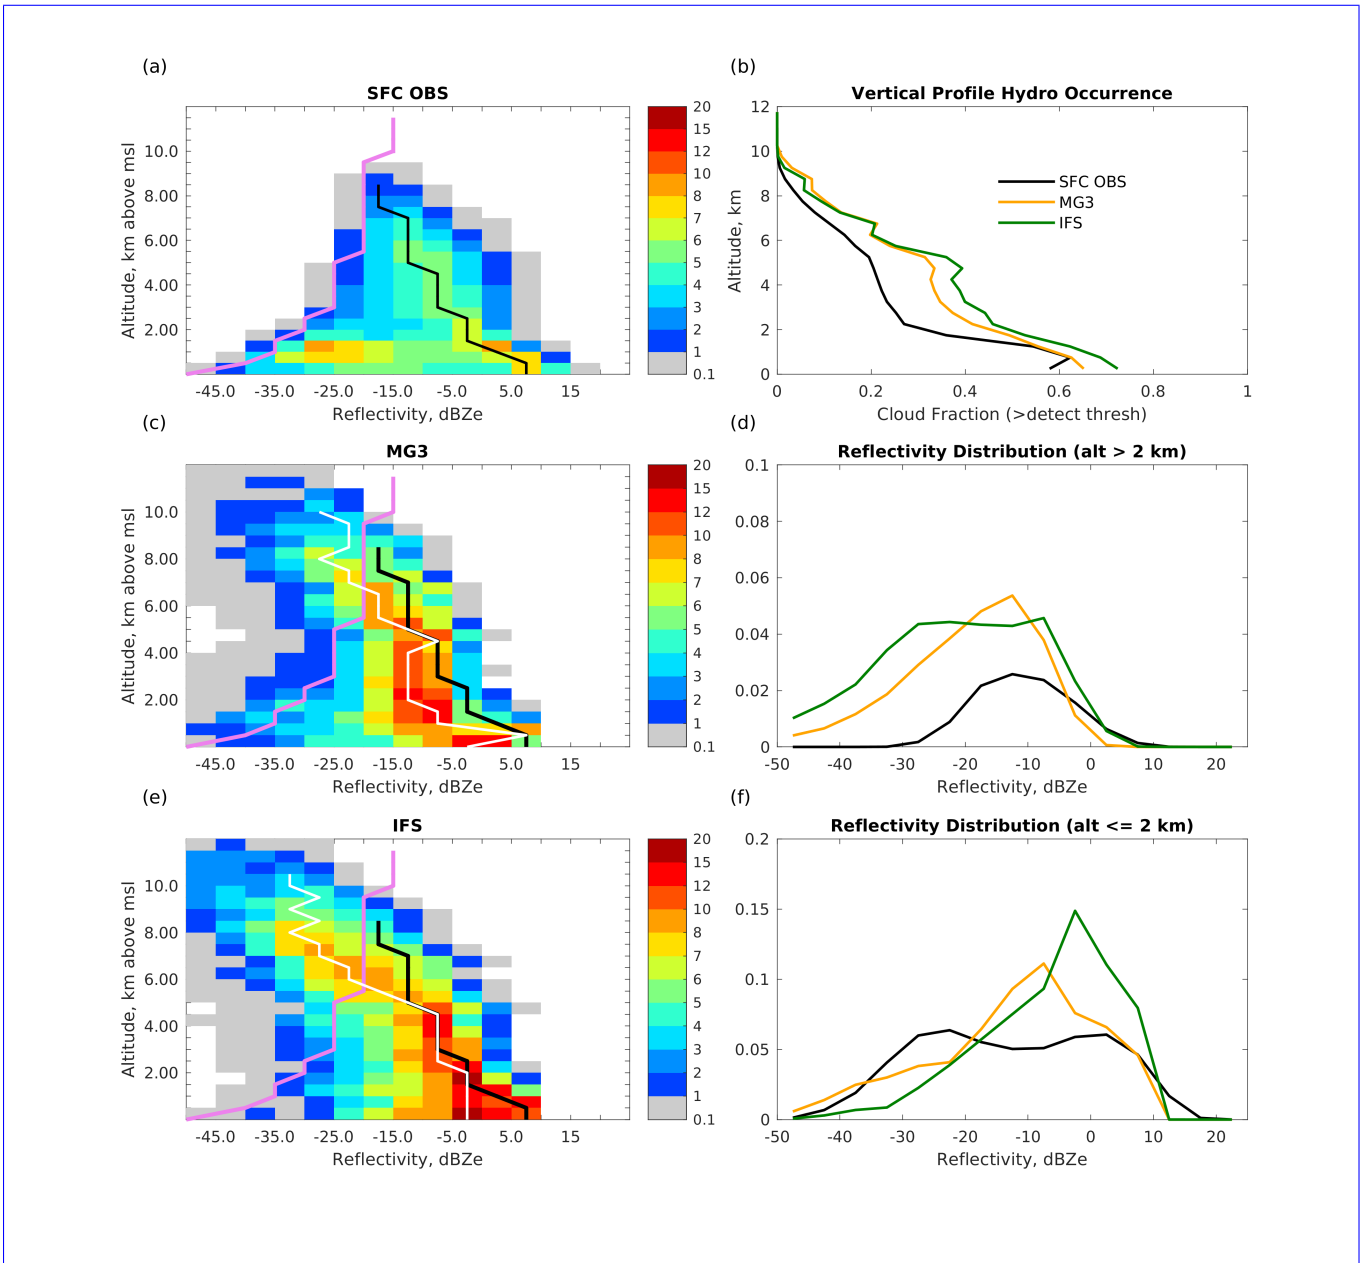 (a)
SFC OBS
10.0
8.00
6.00
4.00
2.00
Altitude, km above msl
-45.0 -35.0 -25.0 -15.0 -5.0 5.0 15
Reflectivity, dBZe
20
15
12
10
8
7
6
5
4
3
2
1
0.1
(b)
Vertical Profile Hydro Occurrence
12
10
8
6
4
2
0
Altitude, km
SFC OBS
MG3
IFS
0 0.2 0.4 0.6 0.8 1
Cloud Fraction (>detect thresh)
(c)
MG3
10.0
8.00
6.00
4.00
2.00
Altitude, km above msl
-45.0 -35.0 -25.0 -15.0 -5.0 5.0 15
Reflectivity, dBZe
20
15
12
10
8
7
6
5
4
3
2
1
0.1
(d)
Reflectivity Distribution (alt > 2 km)
0.1
0.08
0.06
0.04
0.02
0
-50 -40 -30 -20 -10 0 10 20
Reflectivity, dBZe
(e)
IFS
10.0
8.00
6.00
4.00
2.00
Altitude, km above msl
-45.0 -35.0 -25.0 -15.0 -5.0 5.0 15
Reflectivity, dBZe
20
15
12
10
8
7
6
5
4
3
2
1
0.1
(f)
Reflectivity Distribution (alt <= 2 km)
0.2
0.15
0.1
0.05
0
-50 -40 -30 -20 -10 0 10 20
Reflectivity, dBZe